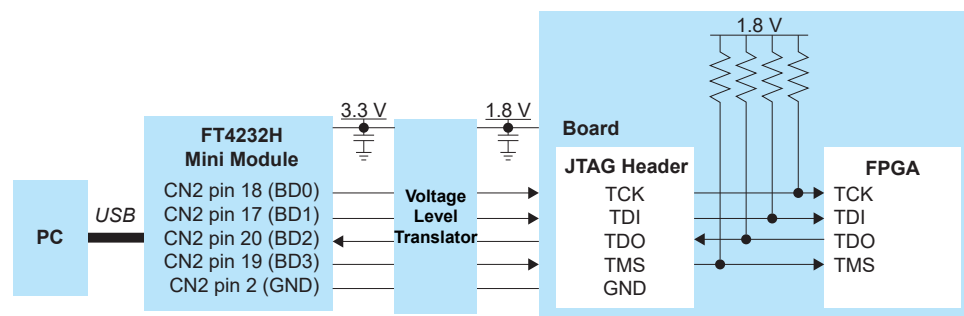 1.8 V
3.3 V
1.8 V
FT4232H
Mini Module
Board
JTAG Header
FPGA
CN2 pin 18 (BD0)
TCK
TCK
USB
CN2 pin 17 (BD1)
Voltage
TDI
TDI
PC
CN2 pin 20 (BD2)
Level
Translator
TDO
TDO
CN2 pin 19 (BD3)
TMS
TMS
CN2 pin 2 (GND)
GND